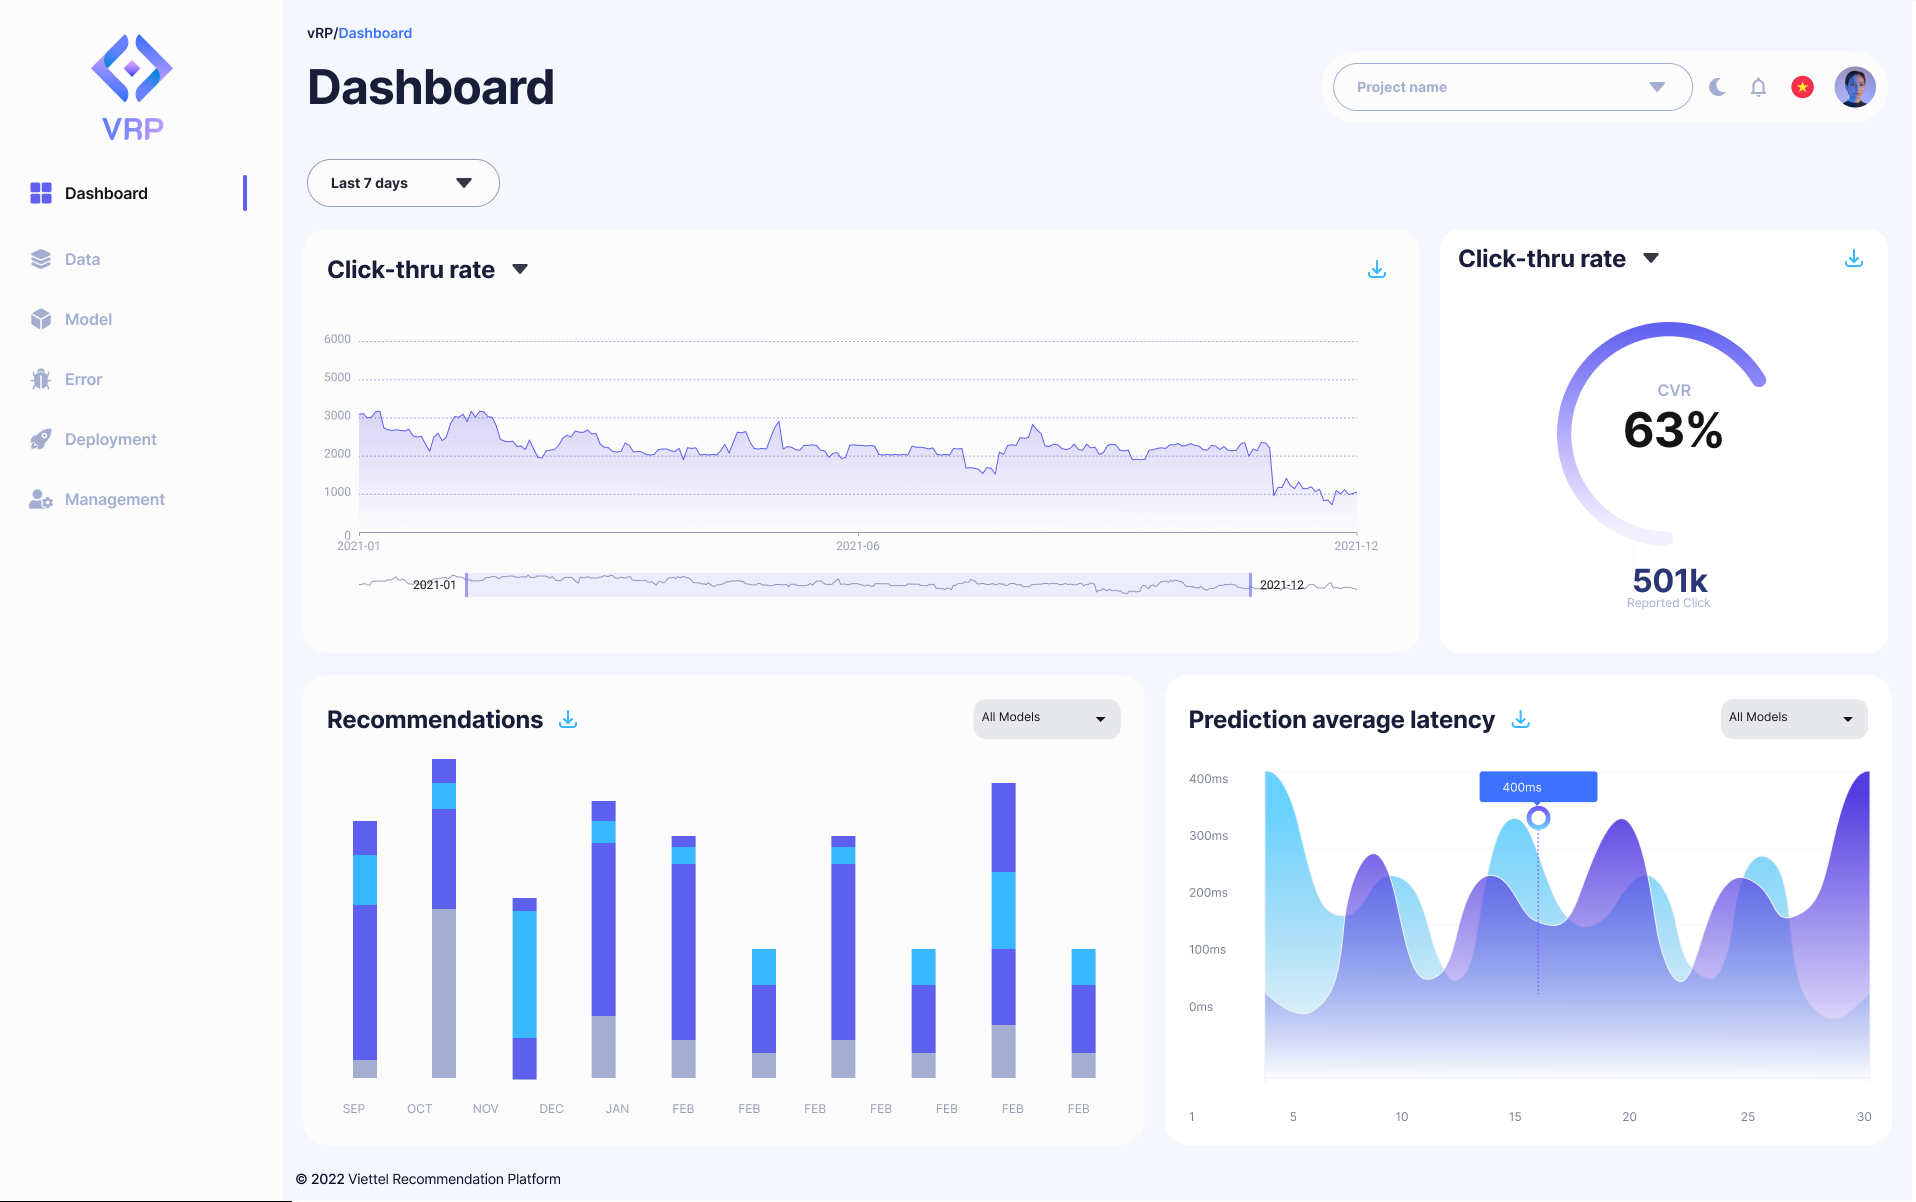 VRP
Dashboard
Data
Model
Error
Deployment
Management
vRP/Dashboard
Dashboard
Project name
Last 7 days
Click-thru rate
6000
5000
3000
2000
1000
0
2021-01 2021-06 2021-12
2021-01 2021-12
Click-thru rate
CVR
63%
501k
Reported Click
Recommendations
All Models
SEP OCT NOV DEC JAN FEB FEB FEB FEB FEB FEB FEB
Prediction average latency
All Models
400ms
400ms
300ms
200ms
100ms
0ms
1 5 10 15 20 25 30
© 2022 Viettel Recommendation Platform